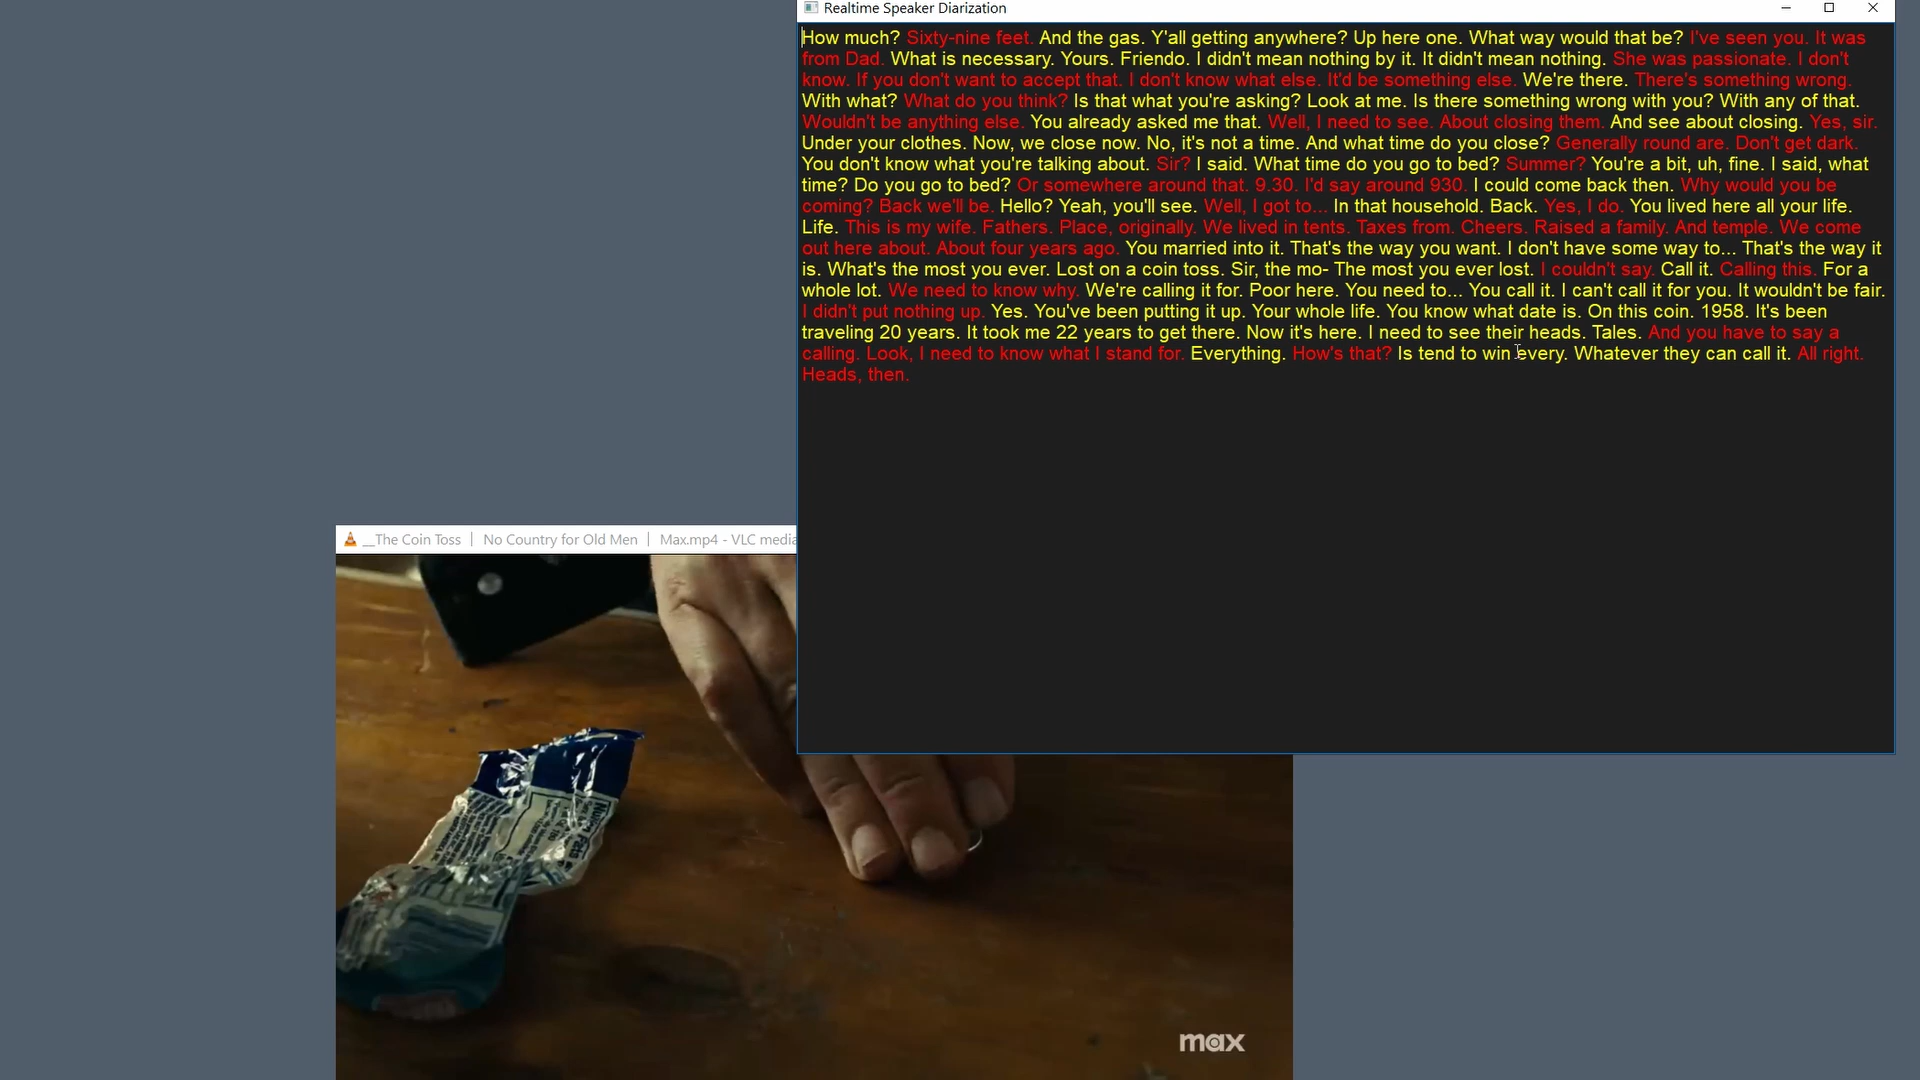 Realtime Speaker Diarization
How much? Sixty-nine feet. And the gas. Y'all getting anywhere? Up here one. What way would that be? I've seen you. It was
from Dad. What is necessary. Yours. Friendo. I didn't mean nothing by it. It didn't mean nothing. She was passionate. I don't
know. If you don't want to accept that. I don't know what else. It'd be something else. We're there. There's something wrong.
With what? What do you think? Is that what you're asking? Look at me. Is there something wrong with you? With any of that.
Wouldn't be anything else. You already asked me that. Well, I need to see. About closing them. And see about closing. Yes, sir.
Under your clothes. Now, we close now. No, it's not a time. And what time do you close? Generally round are. Don't get dark.
You don't know what you're talking about. Sir? I said. What time do you go to bed? Summer? You're a bit, uh, fine. I said, what
time? Do you go to bed? Or somewhere around that. 9.30. I'd say around 930. I could come back then. Why would you be
coming? Back we'll be. Hello? Yeah, you'll see. Well, I got to... In that household. Back. Yes, I do. You lived here all your life.
Life. This is my wife. Fathers. Place, originally. We lived in tents. Taxes from. Cheers. Raised a family. And temple. We come
out here about. About four years ago. You married into it. That's the way you want. I don't have some way to... That's the way it
is. What's the most you ever. Lost on a coin toss. Sir, the mo- The most you ever lost. I couldn't say. Call it. Calling this. For a
whole lot. We need to know why. We're calling it for. Poor here. You need to... You call it. I can't call it for you. It wouldn't be fair.
I didn't put nothing up. Yes. You've been putting it up. Your whole life. You know what date is. On this coin. 1958. It's been
traveling 20 years. It took me 22 years to get there. Now it's here. I need to see their heads. Tales. And you have to say a
calling. Look, I need to know what I stand for. Everything. How's that? Is tend to win every. Whatever they can call it. All right.
Heads, then.
__The Coin Toss | No Country for Old Men | Max.mp4 - VLC media
Nutrition Facts
max